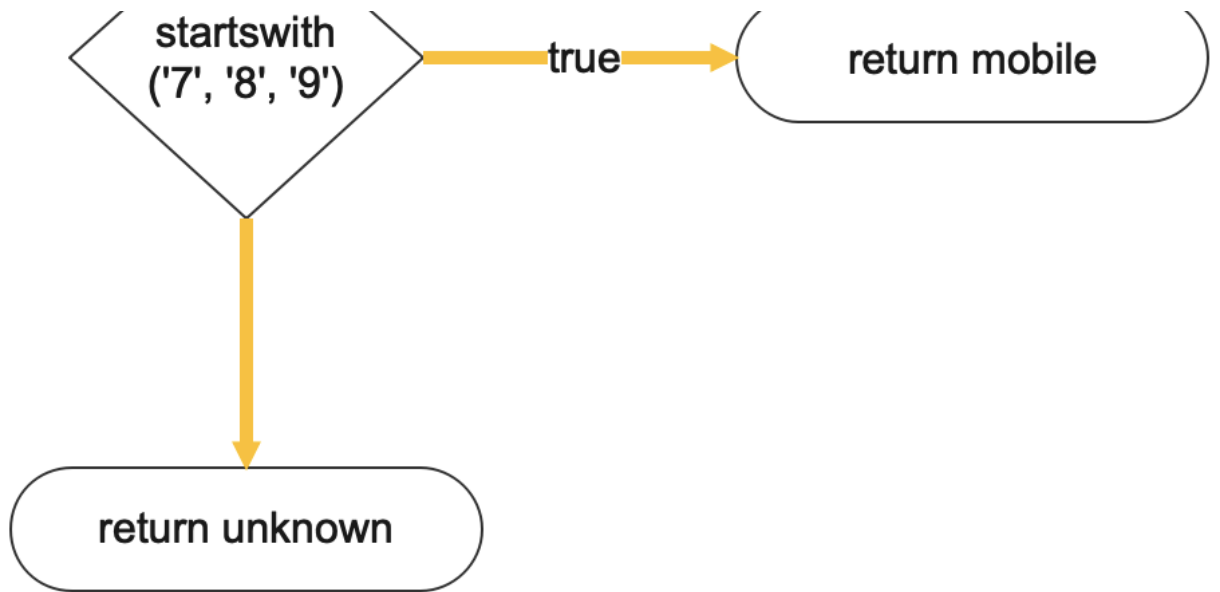 startswith
('7', '8', '9')
true
return mobile
return unknown